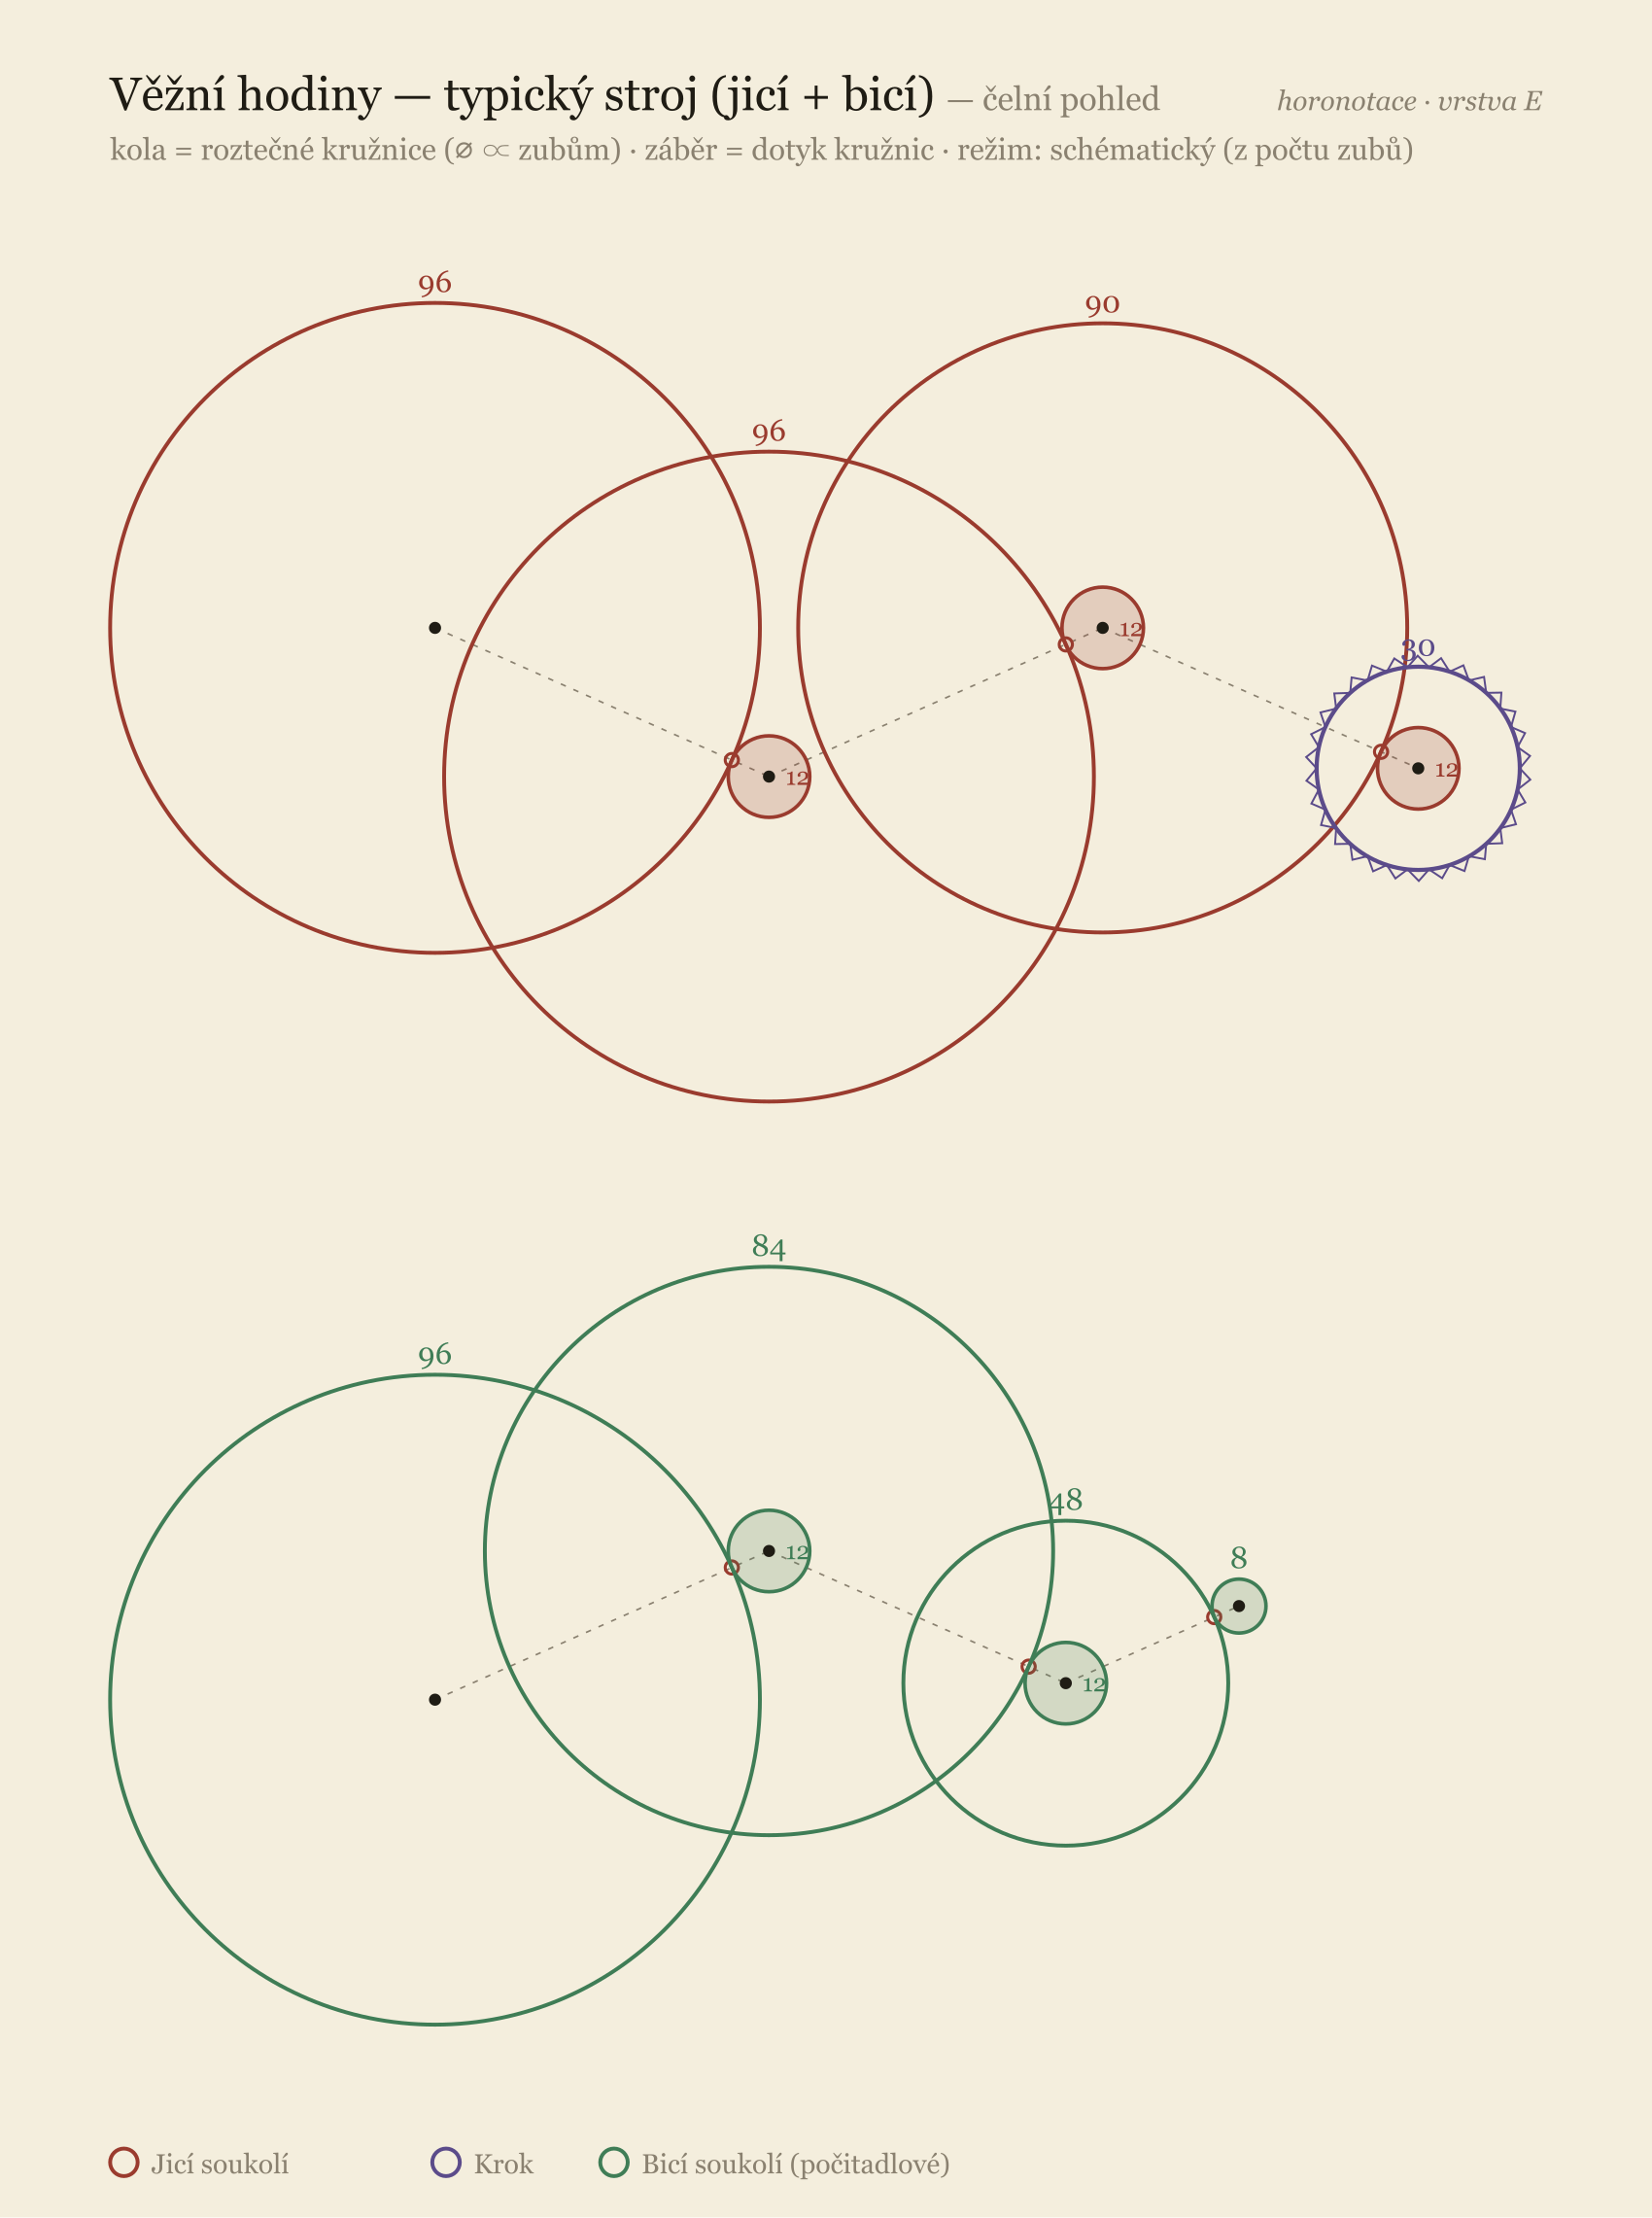 Věžní hodiny — typický stroj (jicí + bicí) — čelní pohled
horonotace · vrstva E
kola = roztečné kružnice (⌀ ∝ zubům) · záběr = dotyk kružnic · režim: schématický (z počtu zubů)
96
90
96
12
30
12
12
84
96
48
12
8
12
Jicí soukolí
Krok
Bicí soukolí (počitadlové)